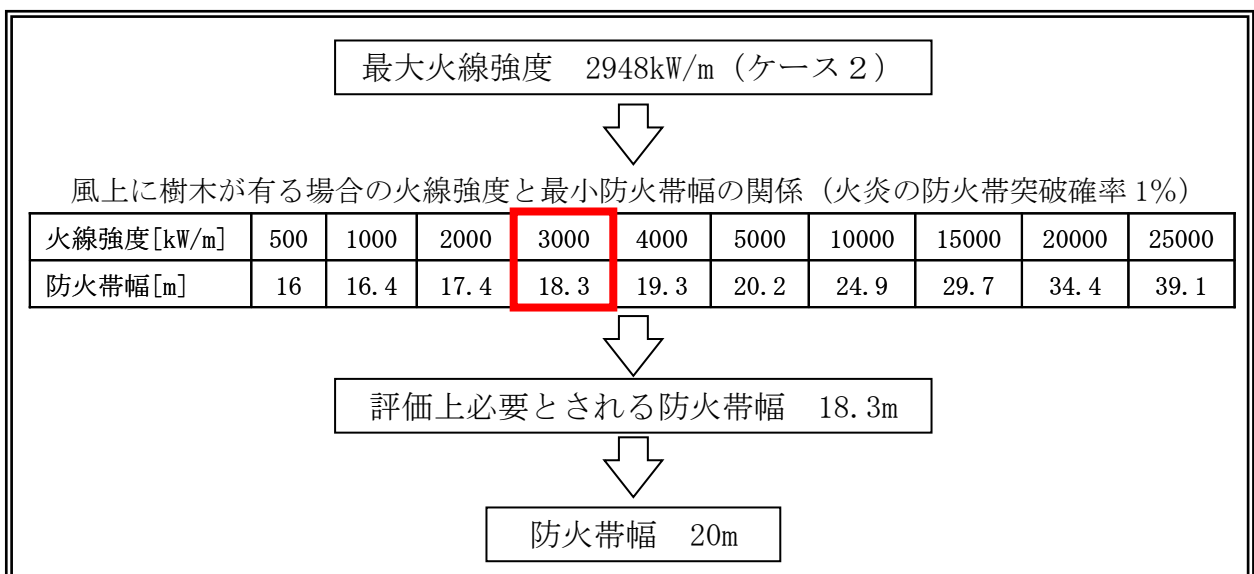 最大火線強度　2948kW/m（ケース２）
風上に樹木が有る場合の火線強度と最小防火帯幅の関係（火炎の防火帯突破確率 1%）
火線強度[kW/m] 500 1000 2000 3000 4000 5000 10000 15000 20000 25000
防火帯幅[m] 16 16.4 17.4 18.3 19.3 20.2 24.9 29.7 34.4 39.1
評価上必要とされる防火帯幅　18.3m
防火帯幅　20m